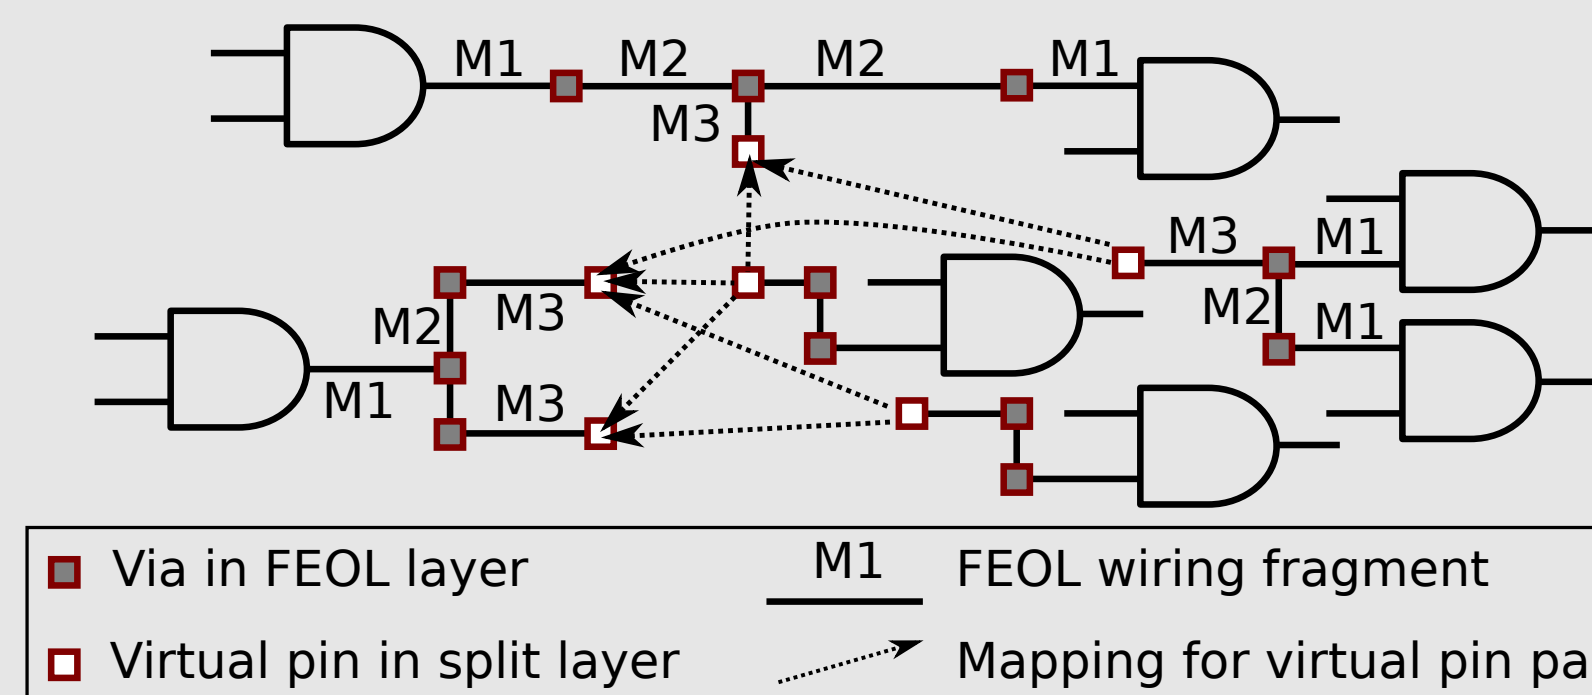 M1 M2 M2 M1
M3
M3 M1
M3 M2 M1
M2
M1 M3
Via in FEOL layer
M1 FEOL wiring fragment
Virtual pin in split layer
Mapping for virtual pin pa